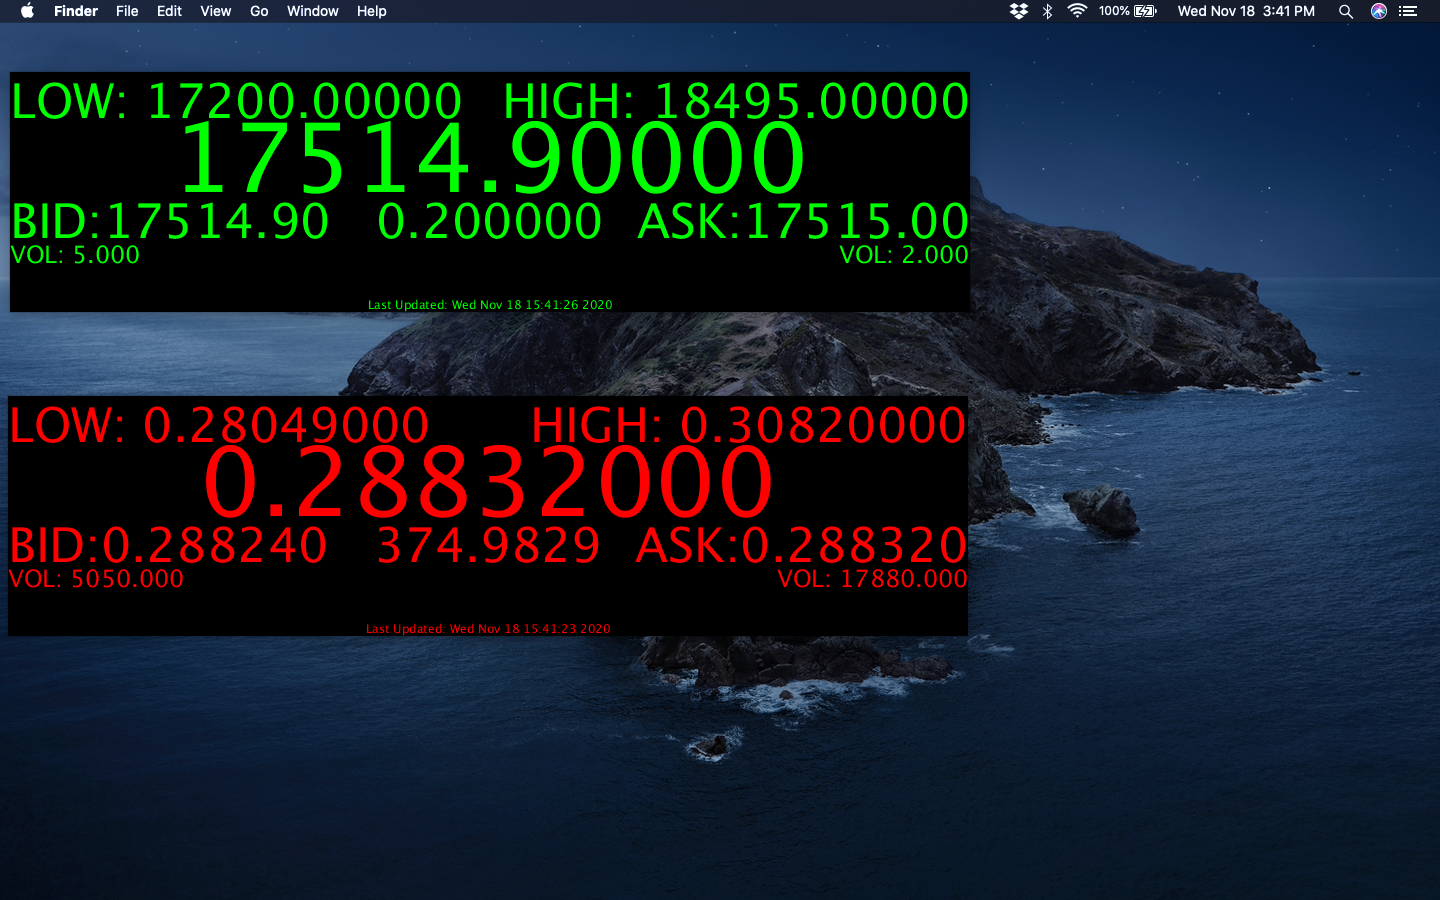 Finder File Edit View Go Window Help 100% Wed Nov 18 3:41 PM
LOW: 17200.00000 HIGH: 18495.00000
17514.90000
BID:17514.90 0.200000 ASK:17515.00
VOL: 5.000 VOL: 2.000
Last Updated: Wed Nov 18 15:41:26 2020
LOW: 0.28049000 HIGH: 0.30820000
0.28832000
BID:0.288240 374.9829 ASK:0.288320
VOL: 5050.000 VOL: 17880.000
Last Updated: Wed Nov 18 15:41:23 2020